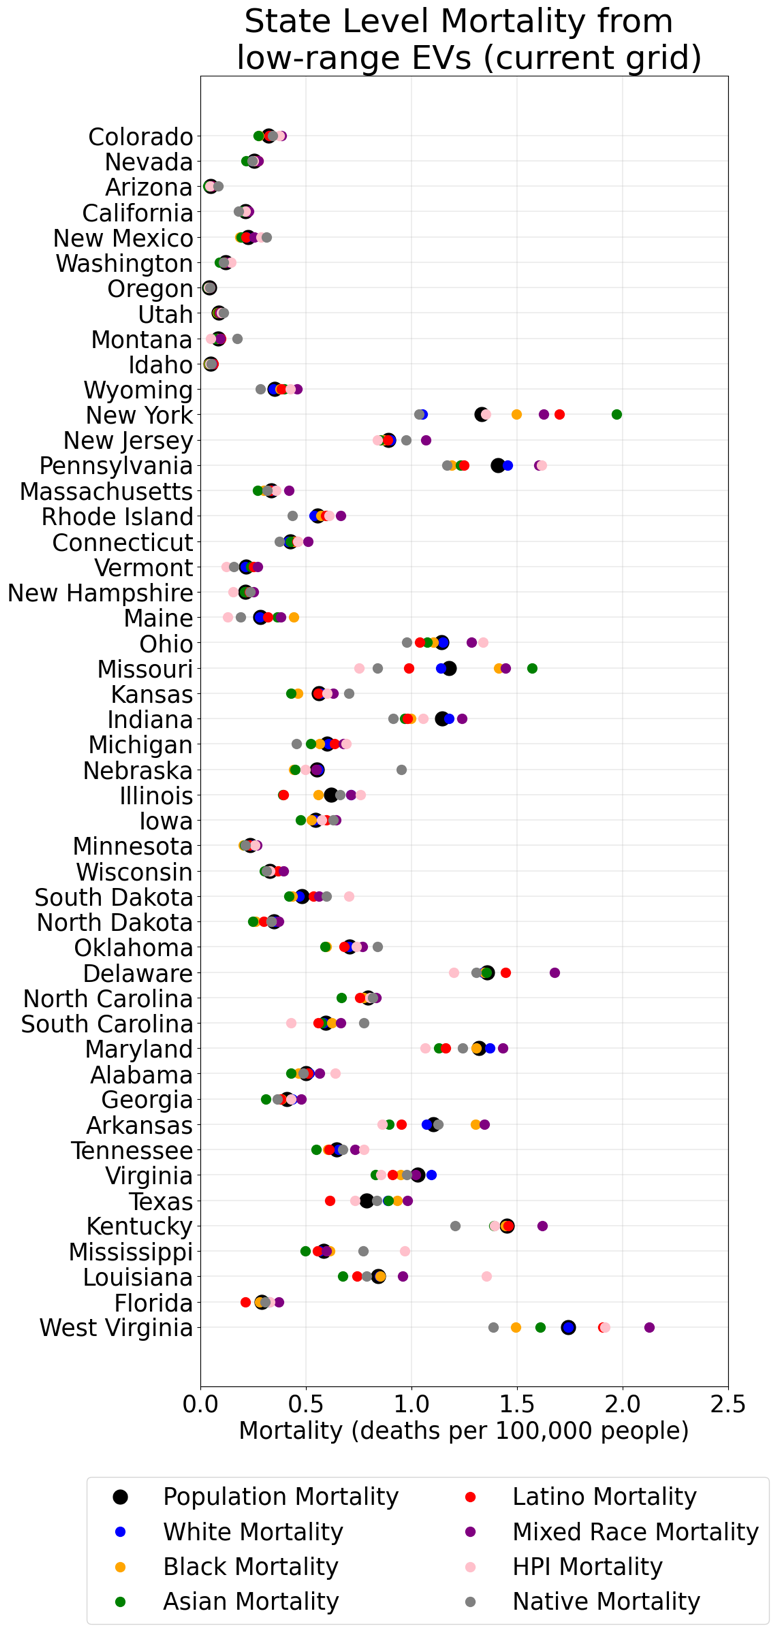 State Level Mortality from
low-range EVs (current grid)
Colorado
Nevada
Arizona
California
New Mexico
Washington
Oregon
Utah
Montana
Idaho
Wyoming
New York
New Jersey
Pennsylvania
Massachusetts
Rhode Island
Connecticut
Vermont
New Hampshire
Maine
Ohio
Missouri
Kansas
Indiana
Michigan
Nebraska
Illinois
Iowa
Minnesota
Wisconsin
South Dakota
North Dakota
Oklahoma
Delaware
North Carolina
South Carolina
Maryland
Alabama
Georgia
Arkansas
Tennessee
Virginia
Texas
Kentucky
Mississippi
Louisiana
Florida
West Virginia
0.0 0.5 1.0 1.5 2.0 2.5
Mortality (deaths per 100,000 people)
Population Mortality
White Mortality
Black Mortality
Asian Mortality
Latino Mortality
Mixed Race Mortality
HPI Mortality
Native Mortality